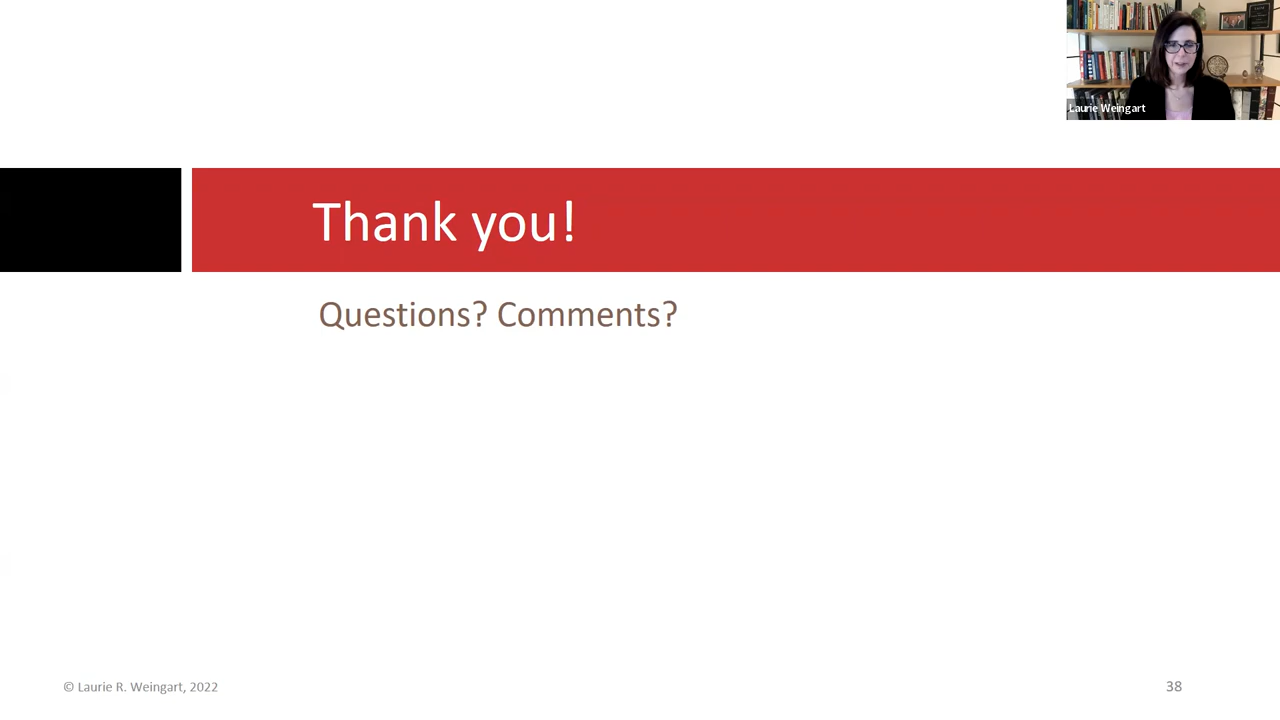 Laurie Weingart
Thank you!
Questions? Comments?
© Laurie R. Weingart, 2022
38